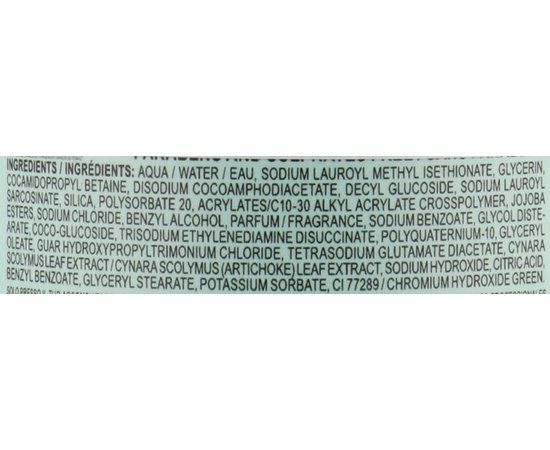 PARABENS AND
INGREDIENTS / INGRÉDIENTS: AQUA / WATER / EAU, SODIUM LAUROYL METHYL ISETHIONATE, GLYCERIN,
COCAMIDOPROPYL BETAINE, DISODIUM COCOAMPHODIACETATE, DECYL GLUCOSIDE, SODIUM LAUROYL
SARCOSINATE, SILICA, POLYSORBATE 20, ACRYLATES/C10-30 ALKYL ACRYLATE CROSSPOLYMER, JOJOBA
ESTERS, SODIUM CHLORIDE, BENZYL ALCOHOL, PARFUM / FRAGRANCE, SODIUM BENZOATE, GLYCOL DISTE-
ARATE, COCO-GLUCOSIDE, TRISODIUM ETHYLENEDIAMINE DISUCCINATE, POLYQUATERNIUM-10, GLYCERYL
OLEATE, GUAR HYDROXYPROPYLTRIMONIUM CHLORIDE, TETRASODIUM GLUTAMATE DIACETATE, CYNARA
SCOLYMUS LEAF EXTRACT / CYNARA SCOLYMUS (ARTICHOKE) LEAF EXTRACT, SODIUM HYDROXIDE, CITRIC ACID,
BENZYL BENZOATE, GLYCERYL STEARATE, POTASSIUM SORBATE, CI 77289 / CHROMIUM HYDROXIDE GREEN.